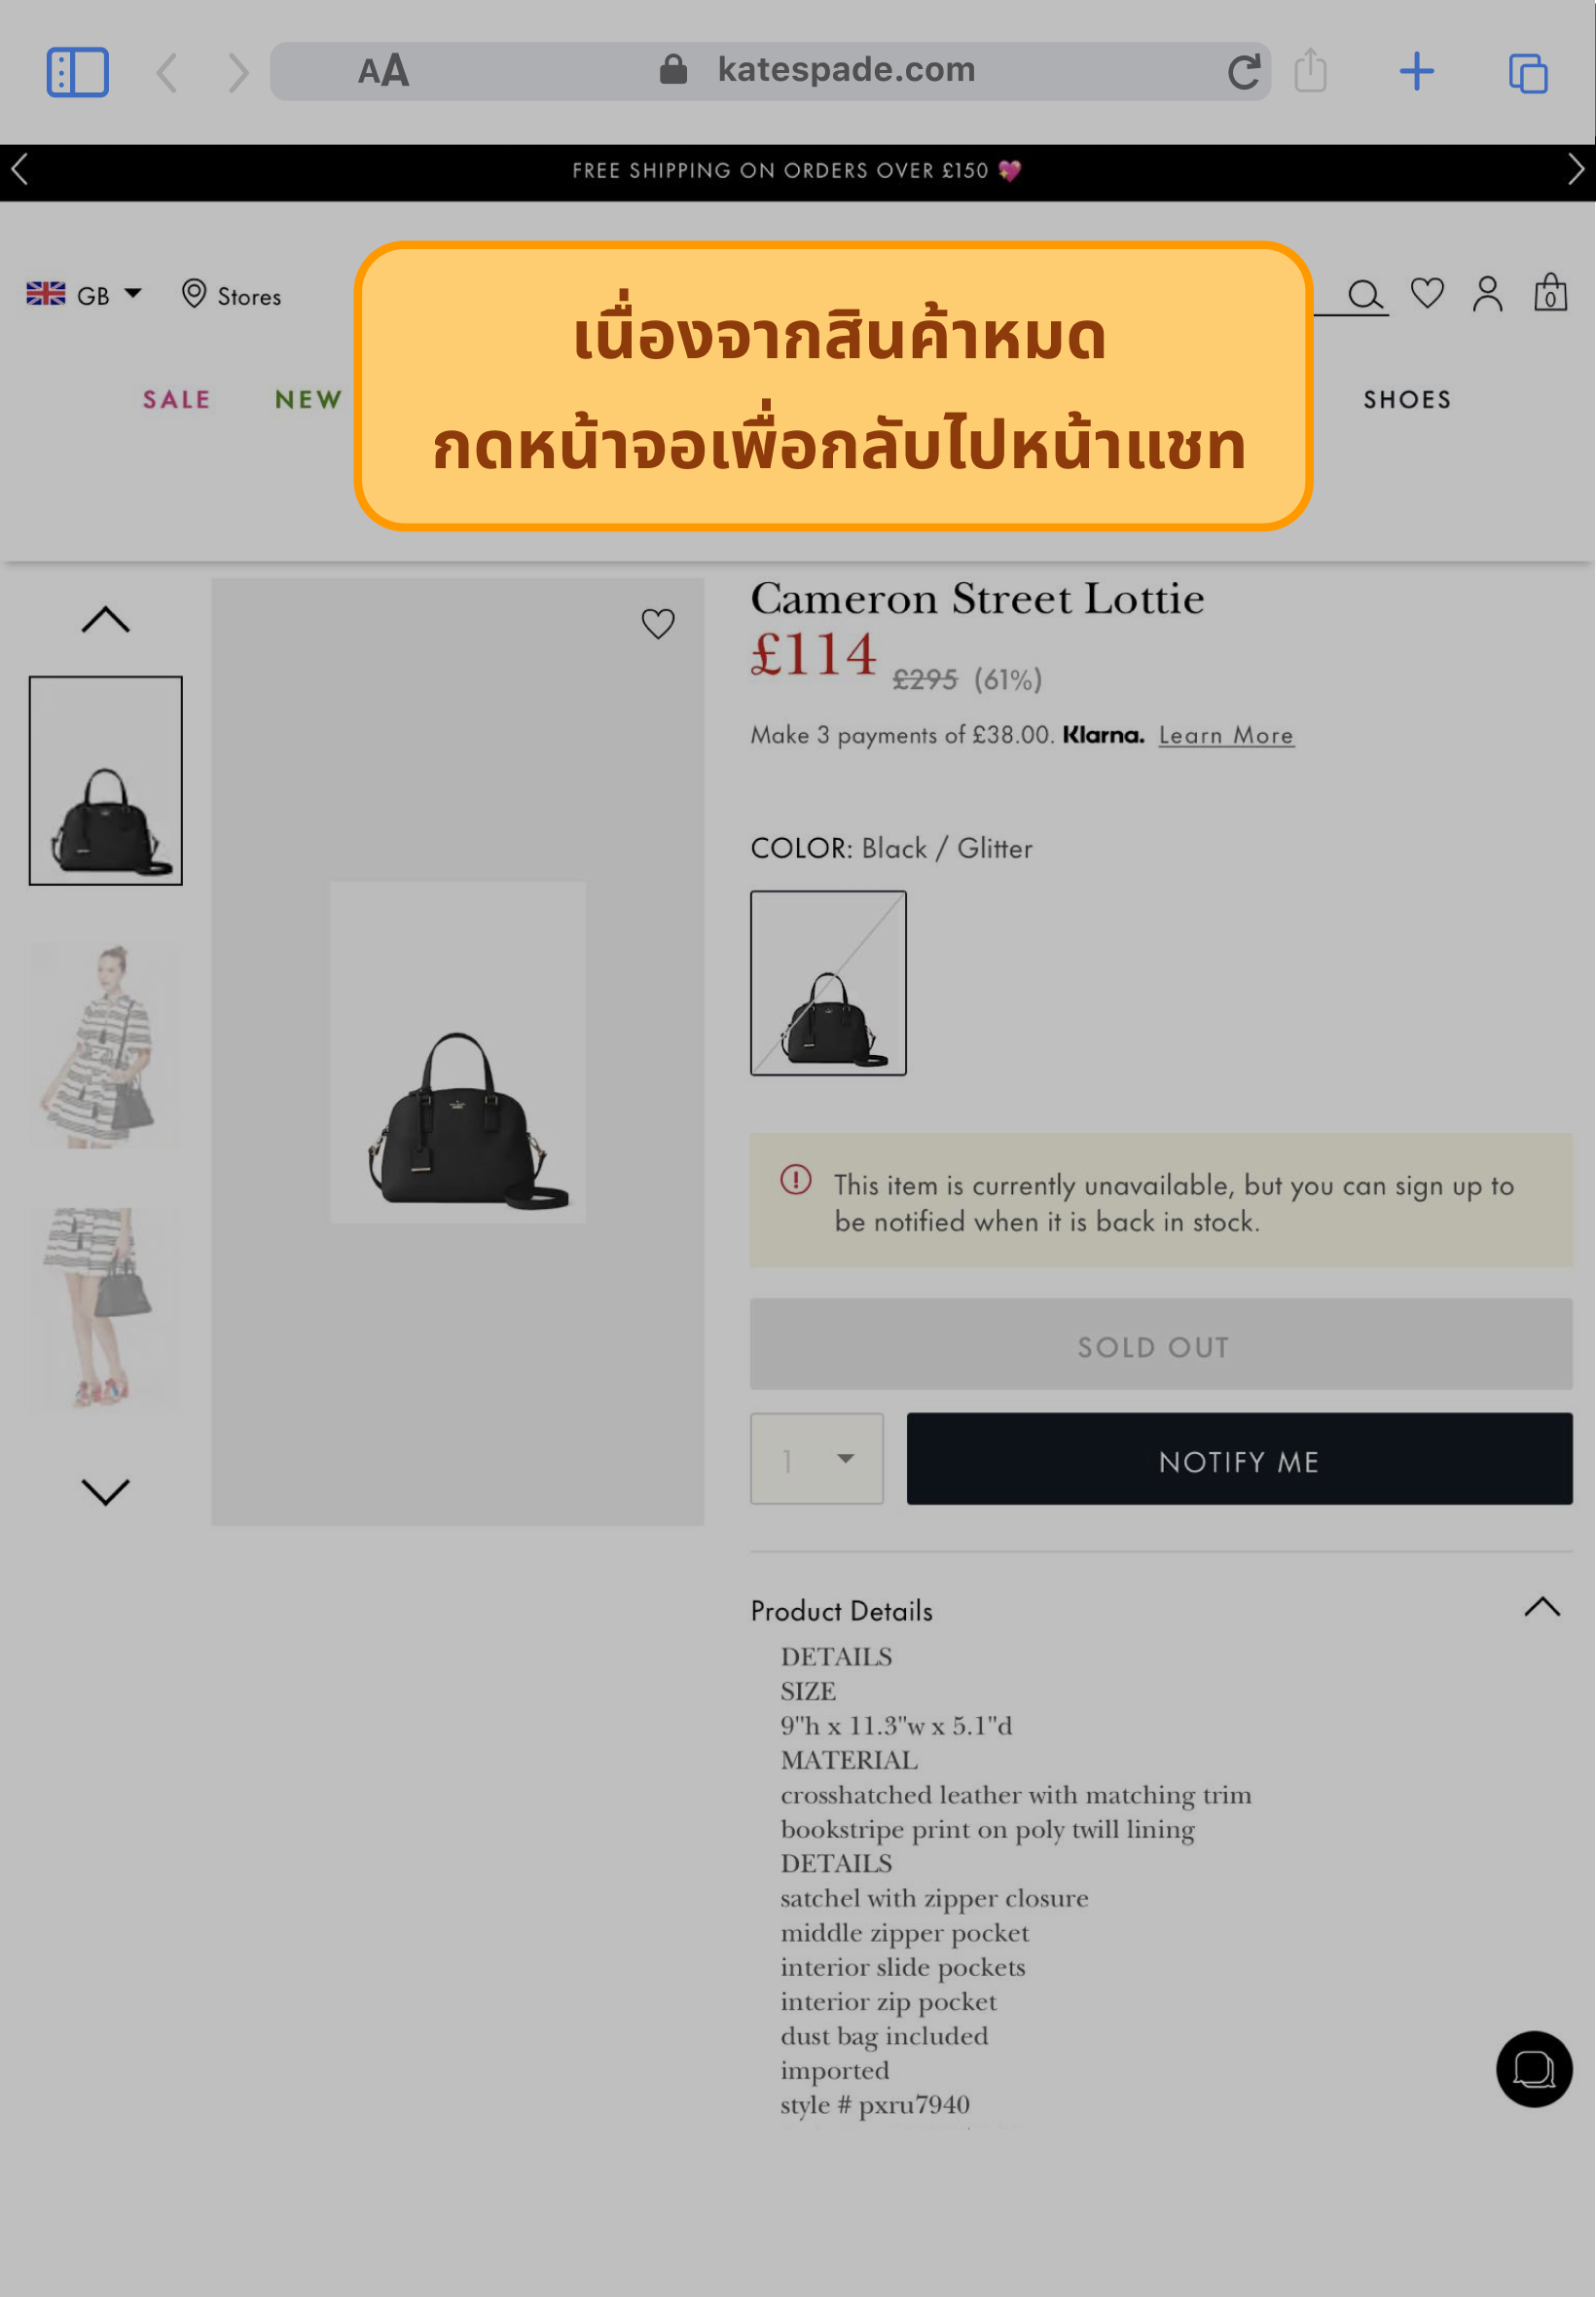 AA
katespade.com
FREE SHIPPING ON ORDERS OVER £150 💖
GB
Stores
0
เนื่องจากสินค้าหมด
กดหน้าจอเพื่อกลับไปหน้าแชท
SALE
NEW
SHOES
Cameron Street Lottie
£114 £295 (61%)
Make 3 payments of £38.00. Klarna. Learn More
COLOR: Black / Glitter
This item is currently unavailable, but you can sign up to
be notified when it is back in stock.
SOLD OUT
1
NOTIFY ME
Product Details
DETAILS
SIZE
9"h x 11.3"w x 5.1"d
MATERIAL
crosshatched leather with matching trim
bookstripe print on poly twill lining
DETAILS
satchel with zipper closure
middle zipper pocket
interior slide pockets
interior zip pocket
dust bag included
imported
style # pxru7940